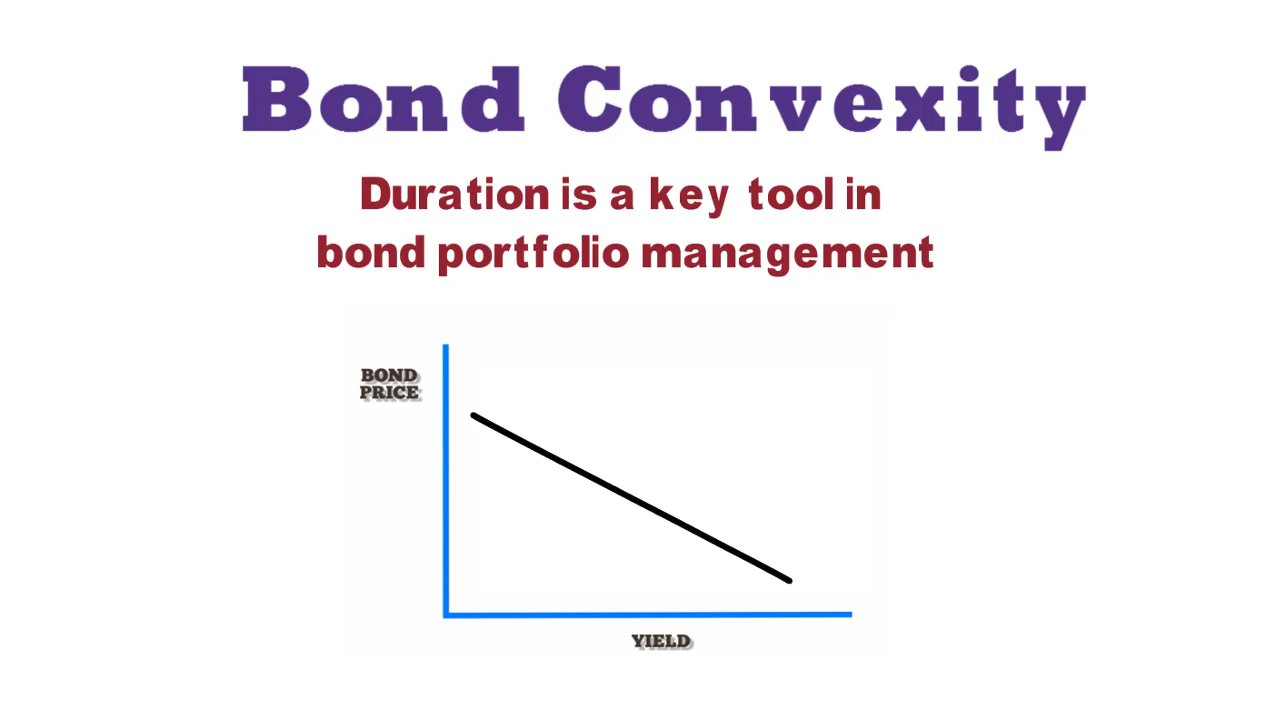 Bond Convexity
Duration is a key tool in
bond portfolio management
BOND
PRICE
YIELD